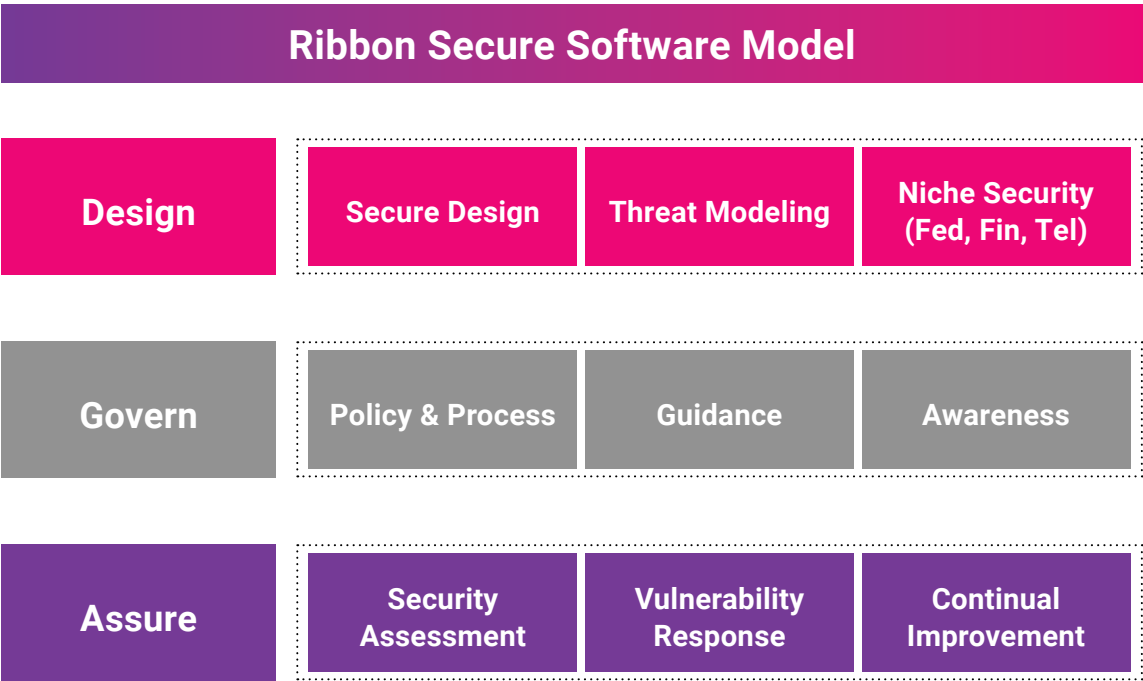 Ribbon Secure Software Model
Design
Secure Design
Threat Modeling
Niche Security
(Fed, Fin, Tel)
Govern
Policy & Process
Guidance
Awareness
Assure
Security
Assessment
Vulnerability
Response
Continual
Improvement